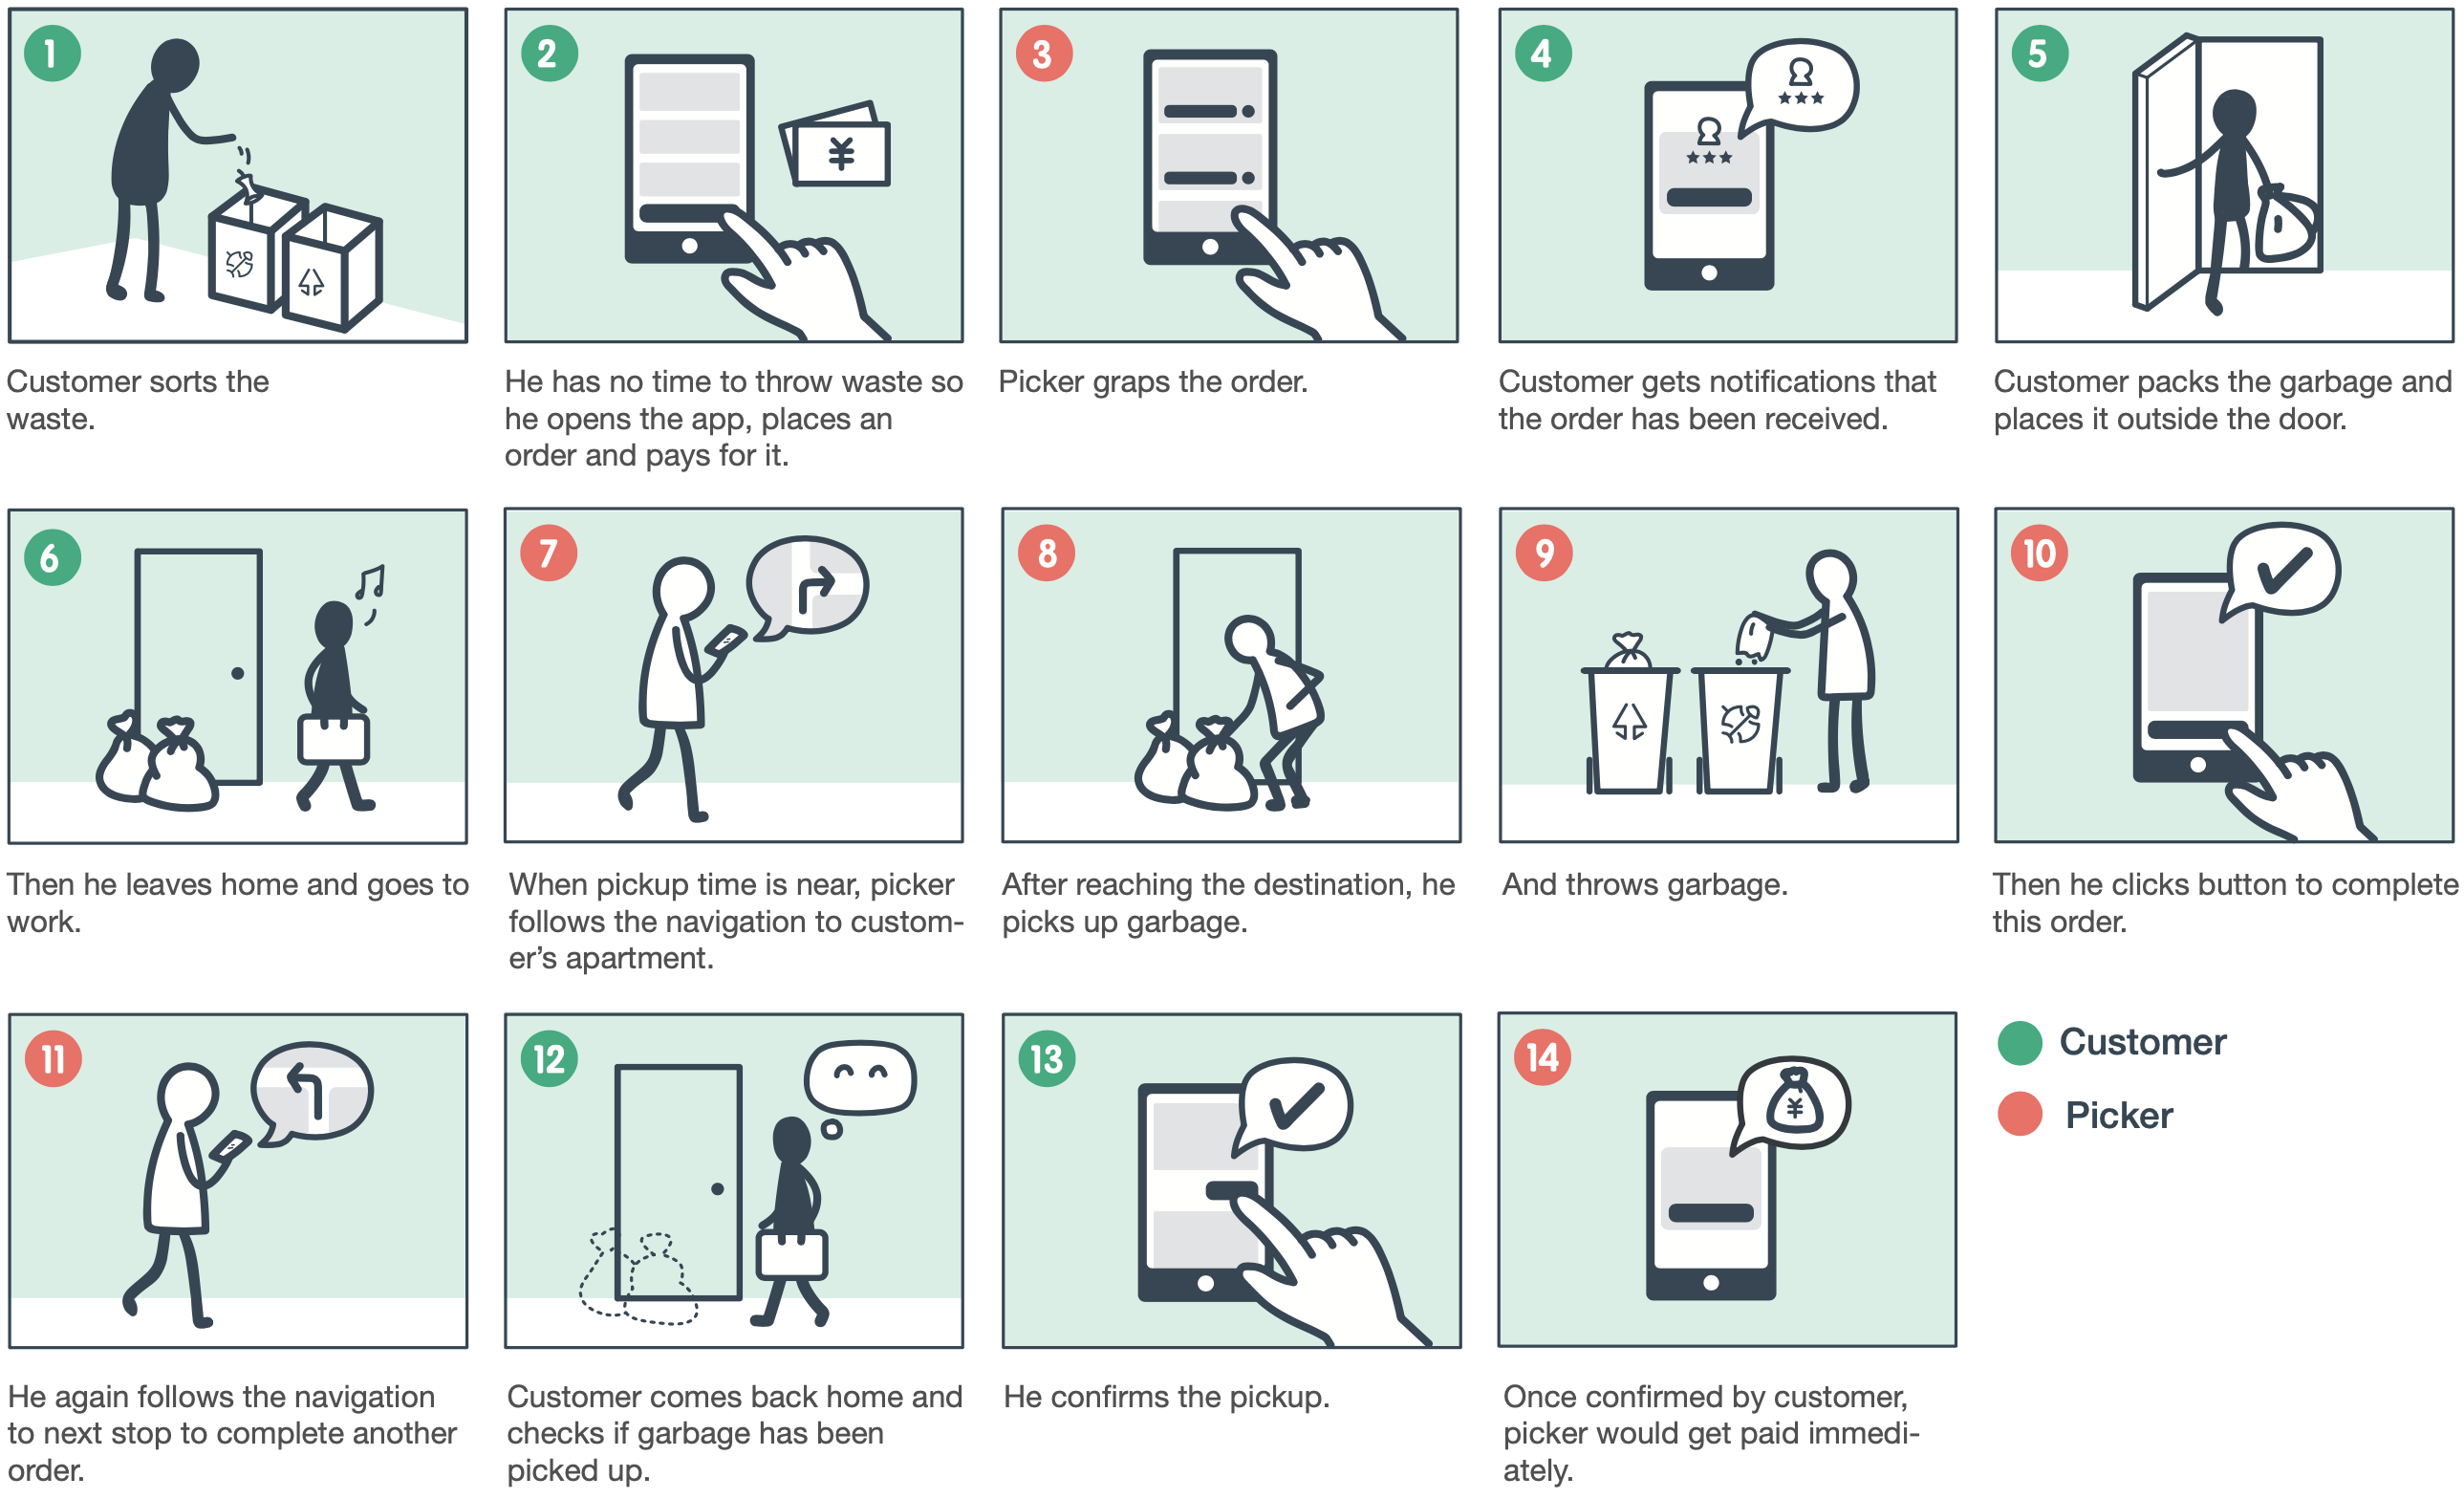 1
Customer sorts the
waste.
2
¥
He has no time to throw waste so
he opens the app, places an
order and pays for it.
3
Picker graps the order.
4
Customer gets notifications that
the order has been received.
5
Customer packs the garbage and
places it outside the door.
6
Then he leaves home and goes to
work.
7
When pickup time is near, picker
follows the navigation to custom-
er’s apartment.
8
After reaching the destination, he
picks up garbage.
9
And throws garbage.
10
Then he clicks button to complete
this order.
11
He again follows the navigation
to next stop to complete another
order.
12
Customer comes back home and
checks if garbage has been
picked up.
13
He confirms the pickup.
14
¥
Once confirmed by customer,
picker would get paid immedi-
ately.
Customer
Picker